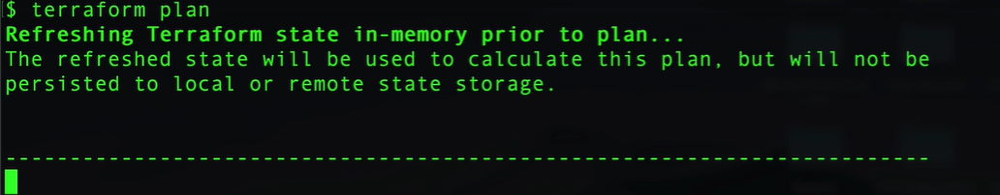 $ terraform plan
Refreshing Terraform state in-memory prior to plan...
The refreshed state will be used to calculate this plan, but will not be
persisted to local or remote state storage.
------------------------------------------------------------------------